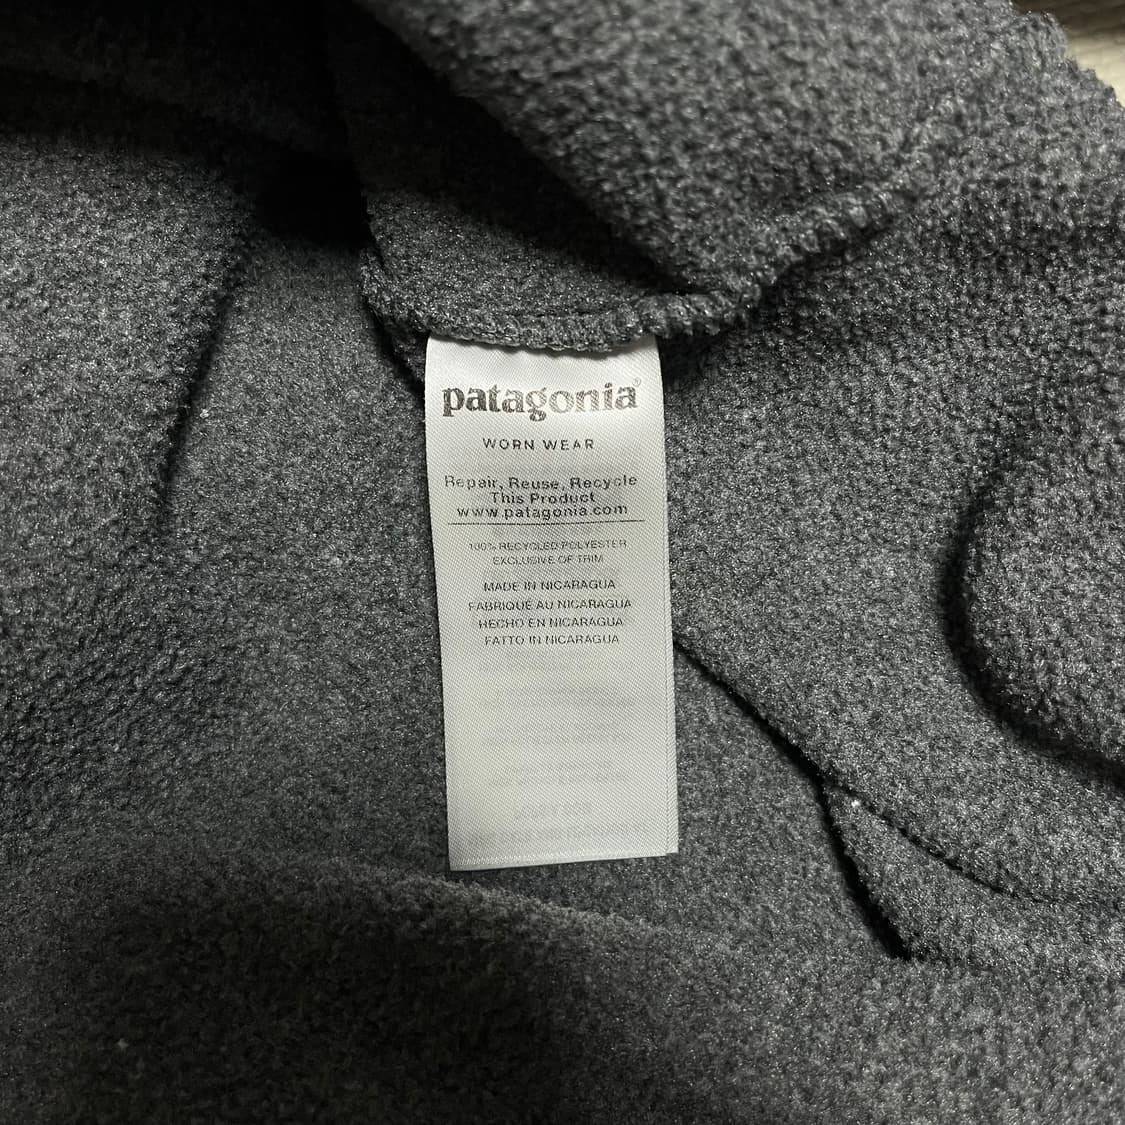 patagonia®
WORN WEAR
Repair, Reuse, Recycle
This Product
www.patagonia.com
100% RECYCLED POLYESTER
EXCLUSIVE OF TRIM
MADE IN NICARAGUA
FABRIQUÉ AU NICARAGUA
HECHO EN NICARAGUA
FATTO IN NICARAGUA